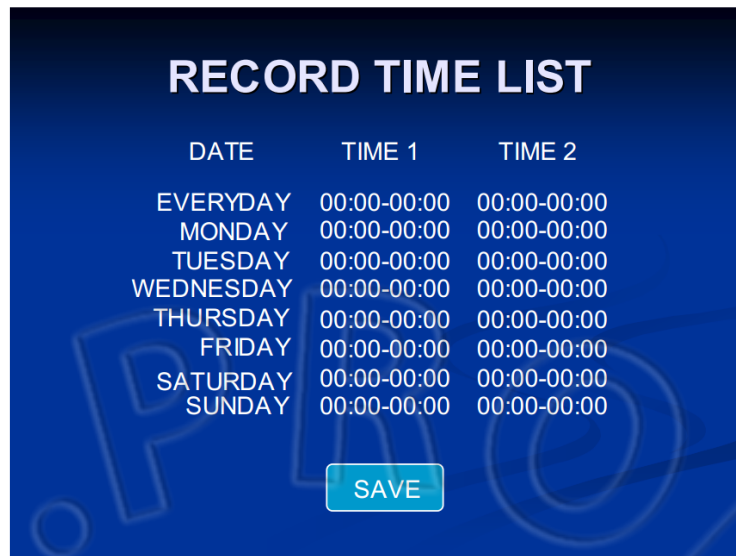 RECORD TIME LIST
DATE TIME 1 TIME 2
EVERYDAY 00:00-00:00 00:00-00:00
MONDAY 00:00-00:00 00:00-00:00
TUESDAY 00:00-00:00 00:00-00:00
WEDNESDAY 00:00-00:00 00:00-00:00
THURSDAY 00:00-00:00 00:00-00:00
FRIDAY 00:00-00:00 00:00-00:00
SATURDAY 00:00-00:00 00:00-00:00
SUNDAY 00:00-00:00 00:00-00:00
SAVE
.PRO